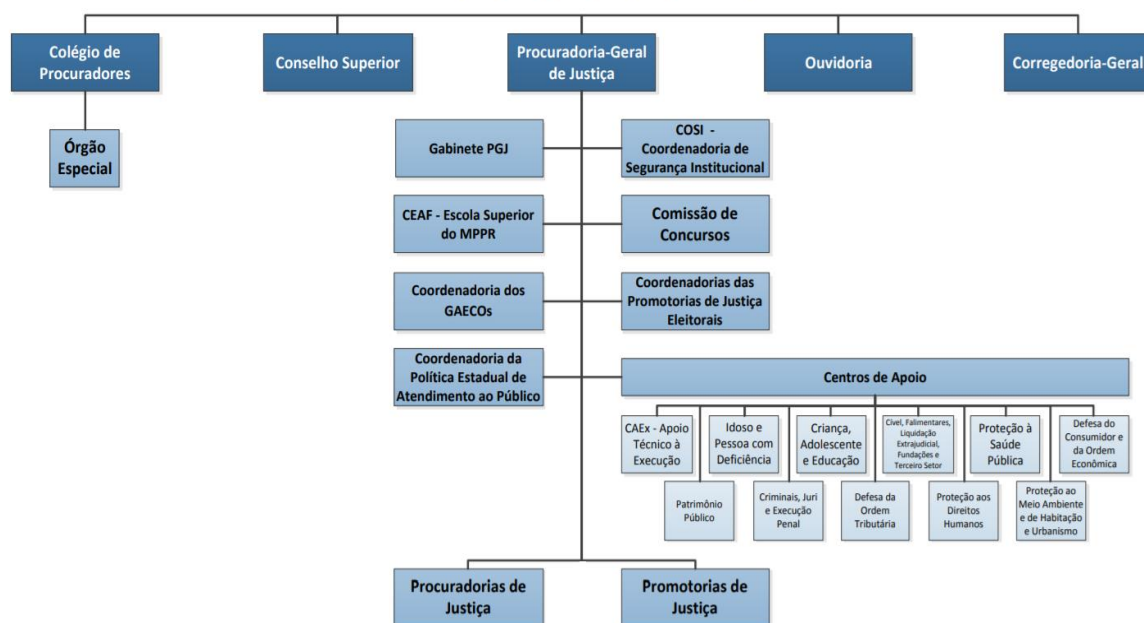 Colégio de
Procuradores
Conselho Superior
Procuradoria-Geral
de Justiça
Ouvidoria
Corregedoria-Geral
Órgão
Especial
Gabinete PGJ
COSI -
Coordenadoria de
Segurança Institucional
CEAF - Escola Superior
do MPPR
Comissão de
Concursos
Coordenadoria dos
GAECOs
Coordenadorias das
Promotorias de Justiça
Eleitorais
Coordenadoria da
Política Estadual de
Atendimento ao Público
Centros de Apoio
CAEx - Apoio
Técnico à
Execução
Idoso e
Pessoa com
Deficiência
Criança,
Adolescente
e Educação
Cível, Falimentares,
Liquidação
Extrajudicial,
Fundações e
Terceiro Setor
Proteção à
Saúde
Pública
Defesa do
Consumidor e
da Ordem
Econômica
Patrimônio
Público
Criminais, Juri
e Execução
Penal
Defesa da
Ordem
Tributária
Proteção aos
Direitos
Humanos
Proteção ao
Meio Ambiente
e de Habitação
e Urbanismo
Procuradorias de
Justiça
Promotorias de
Justiça